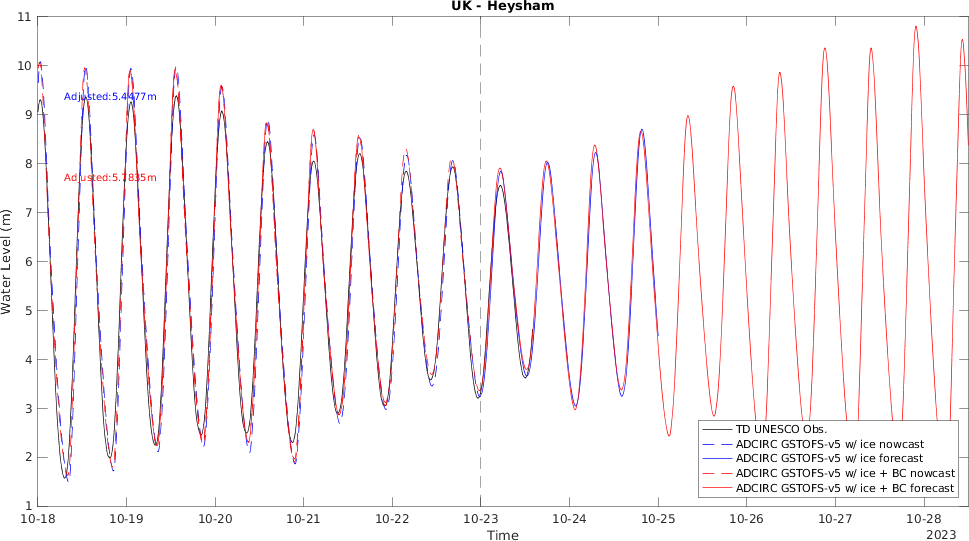 UK - Heysham
11
10
9
8
7
6
5
4
3
2
1
Water Level (m)
Adjusted:5.4477m
Adjusted:5.7835m
TD UNESCO Obs.
ADCIRC GSTOFS-v5 w/ ice nowcast
ADCIRC GSTOFS-v5 w/ ice forecast
ADCIRC GSTOFS-v5 w/ ice + BC nowcast
ADCIRC GSTOFS-v5 w/ ice + BC forecast
10-18 10-19 10-20 10-21 10-22 10-23 10-24 10-25 10-26 10-27 10-28
Time
2023